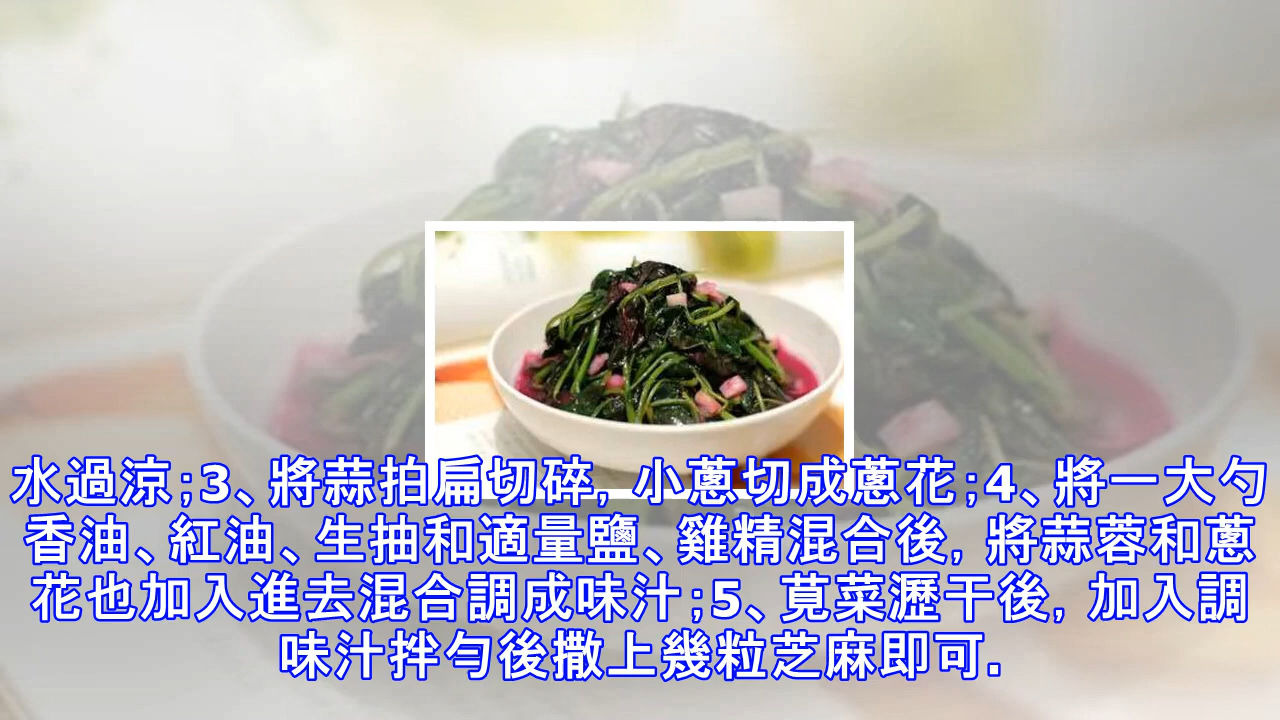 水過涼;3、將蒜拍扁切碎, 小蔥切成蔥花;4、將一大勺
香油、紅油、生抽和適量鹽、雞精混合後, 將蒜蓉和蔥
花也加入進去混合調成味汁;5、莧菜瀝干後, 加入調
味汁拌勻後撒上幾粒芝麻即可.